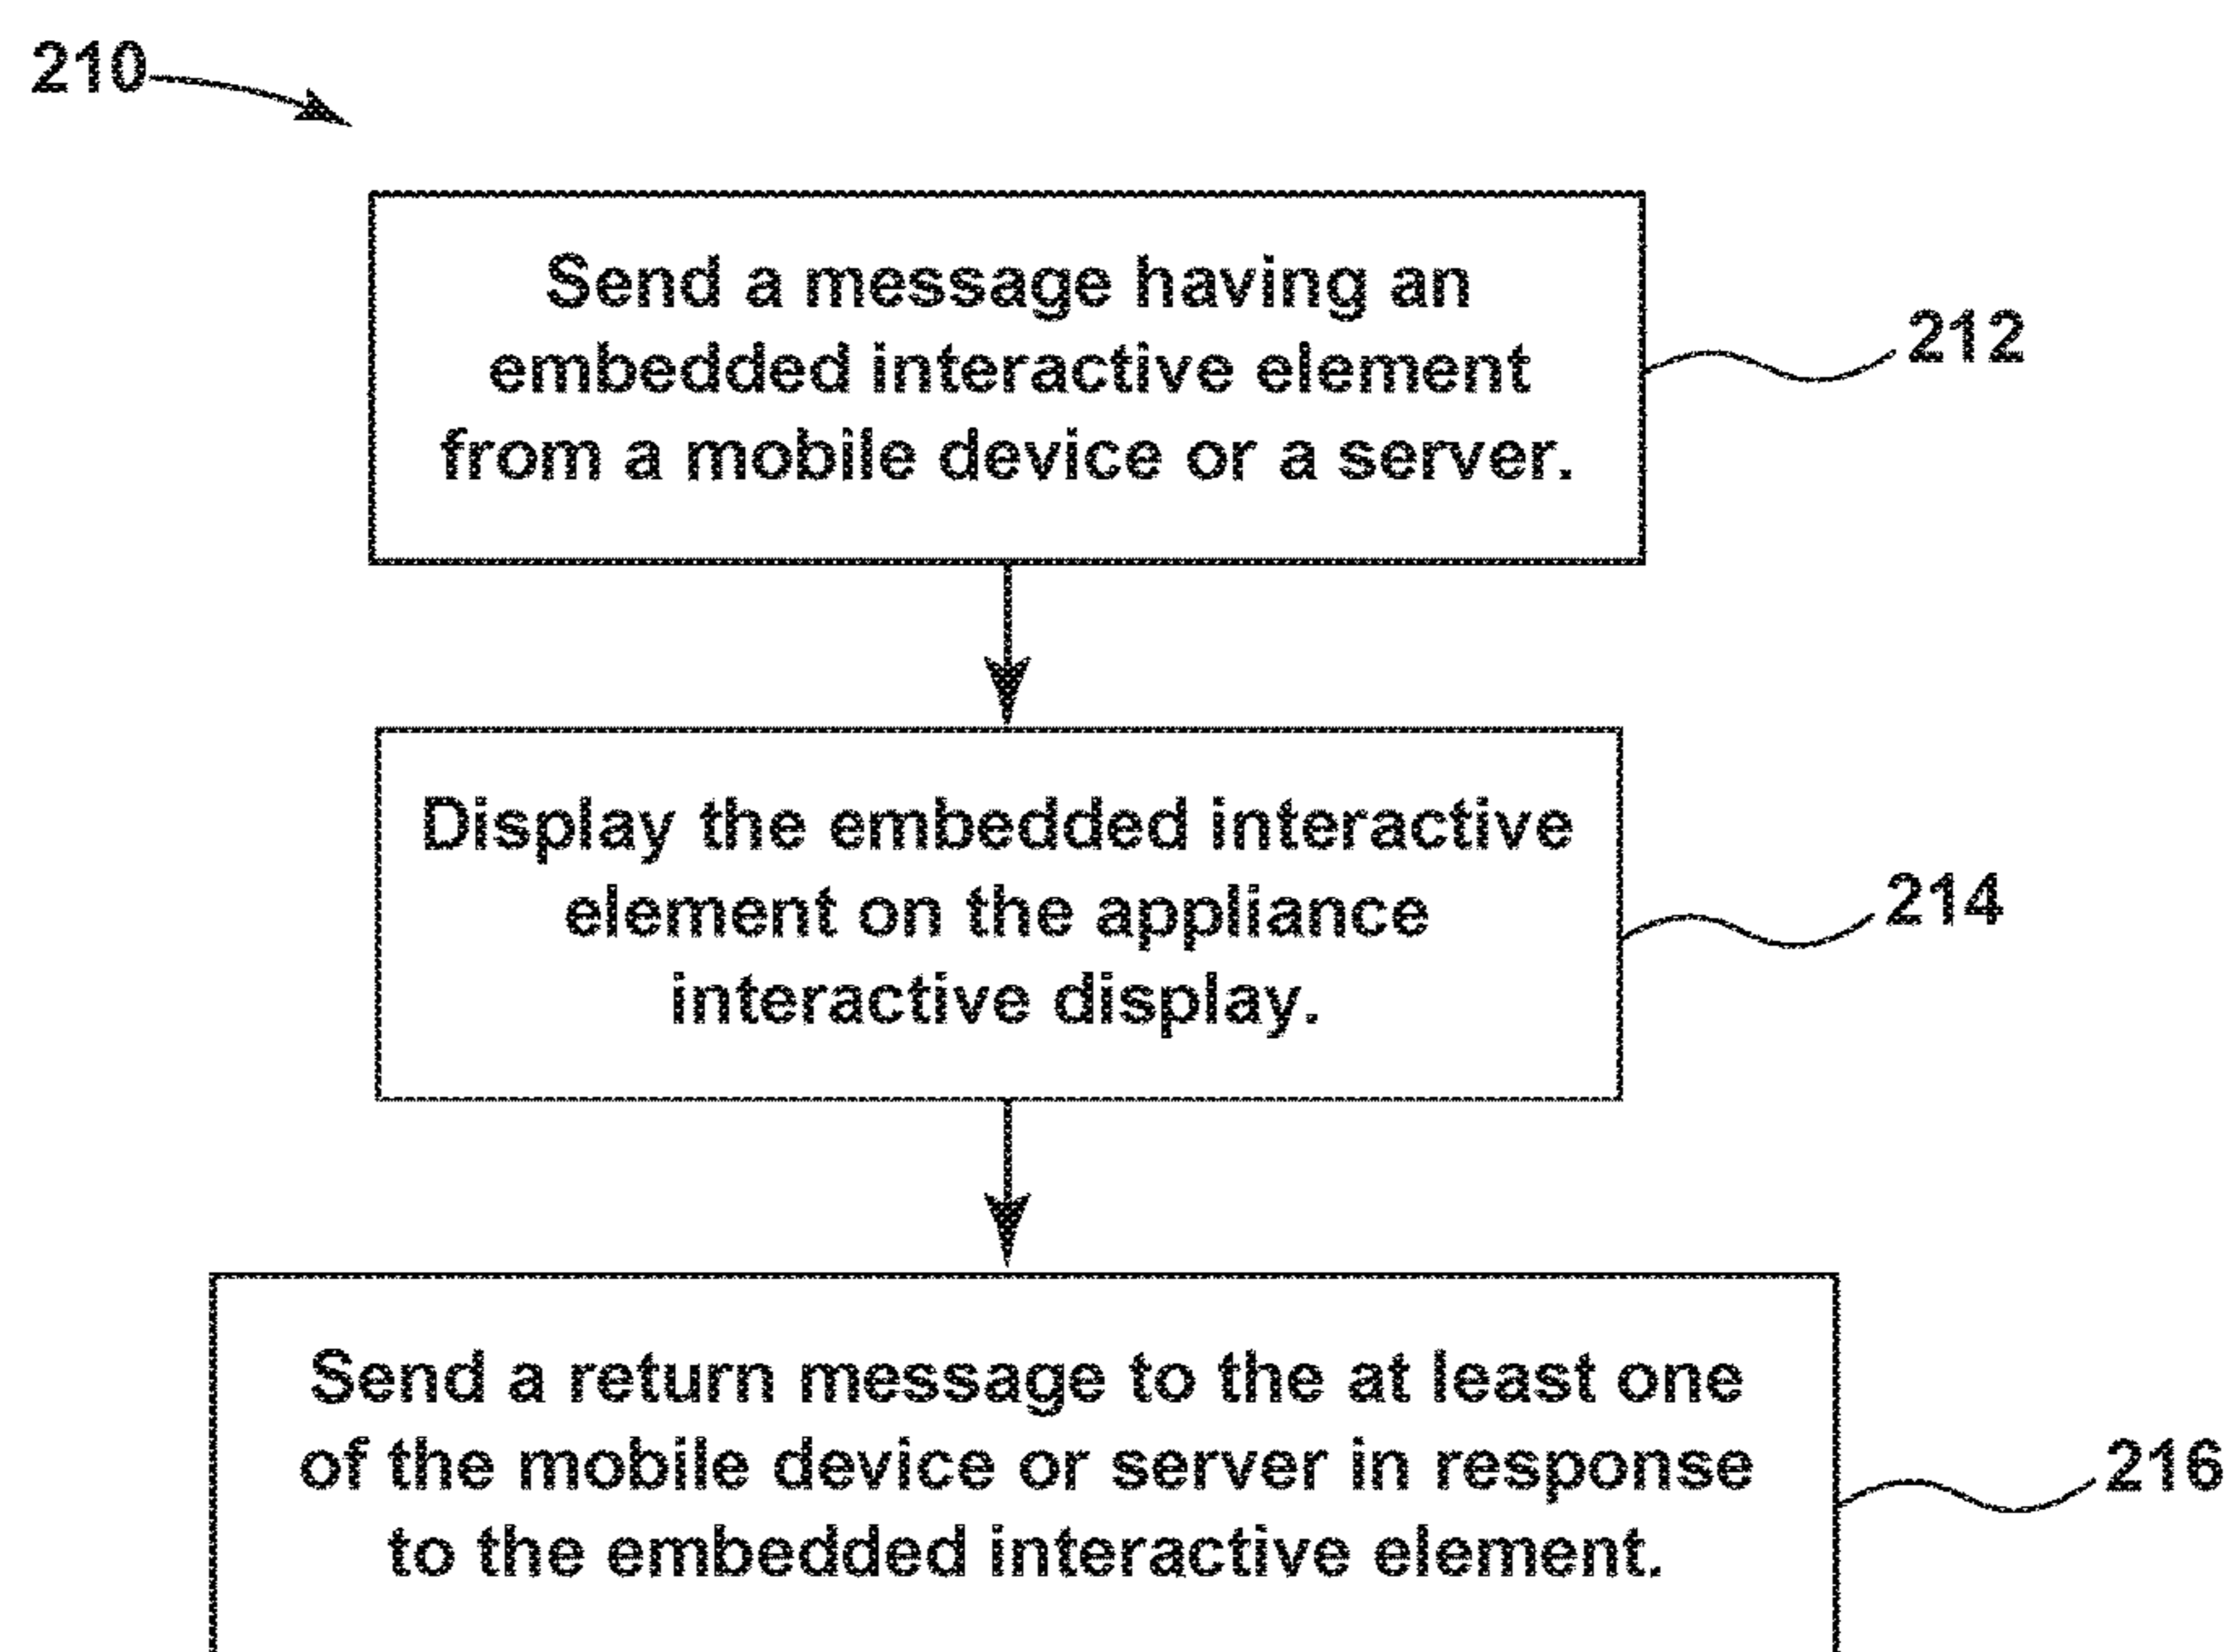 210
Send a message having an
embedded interactive element
from a mobile device or a server.
212
Display the embedded interactive
element on the appliance
interactive display.
214
Send a return message to the at least one
of the mobile device or server in response
to the embedded interactive element.
216